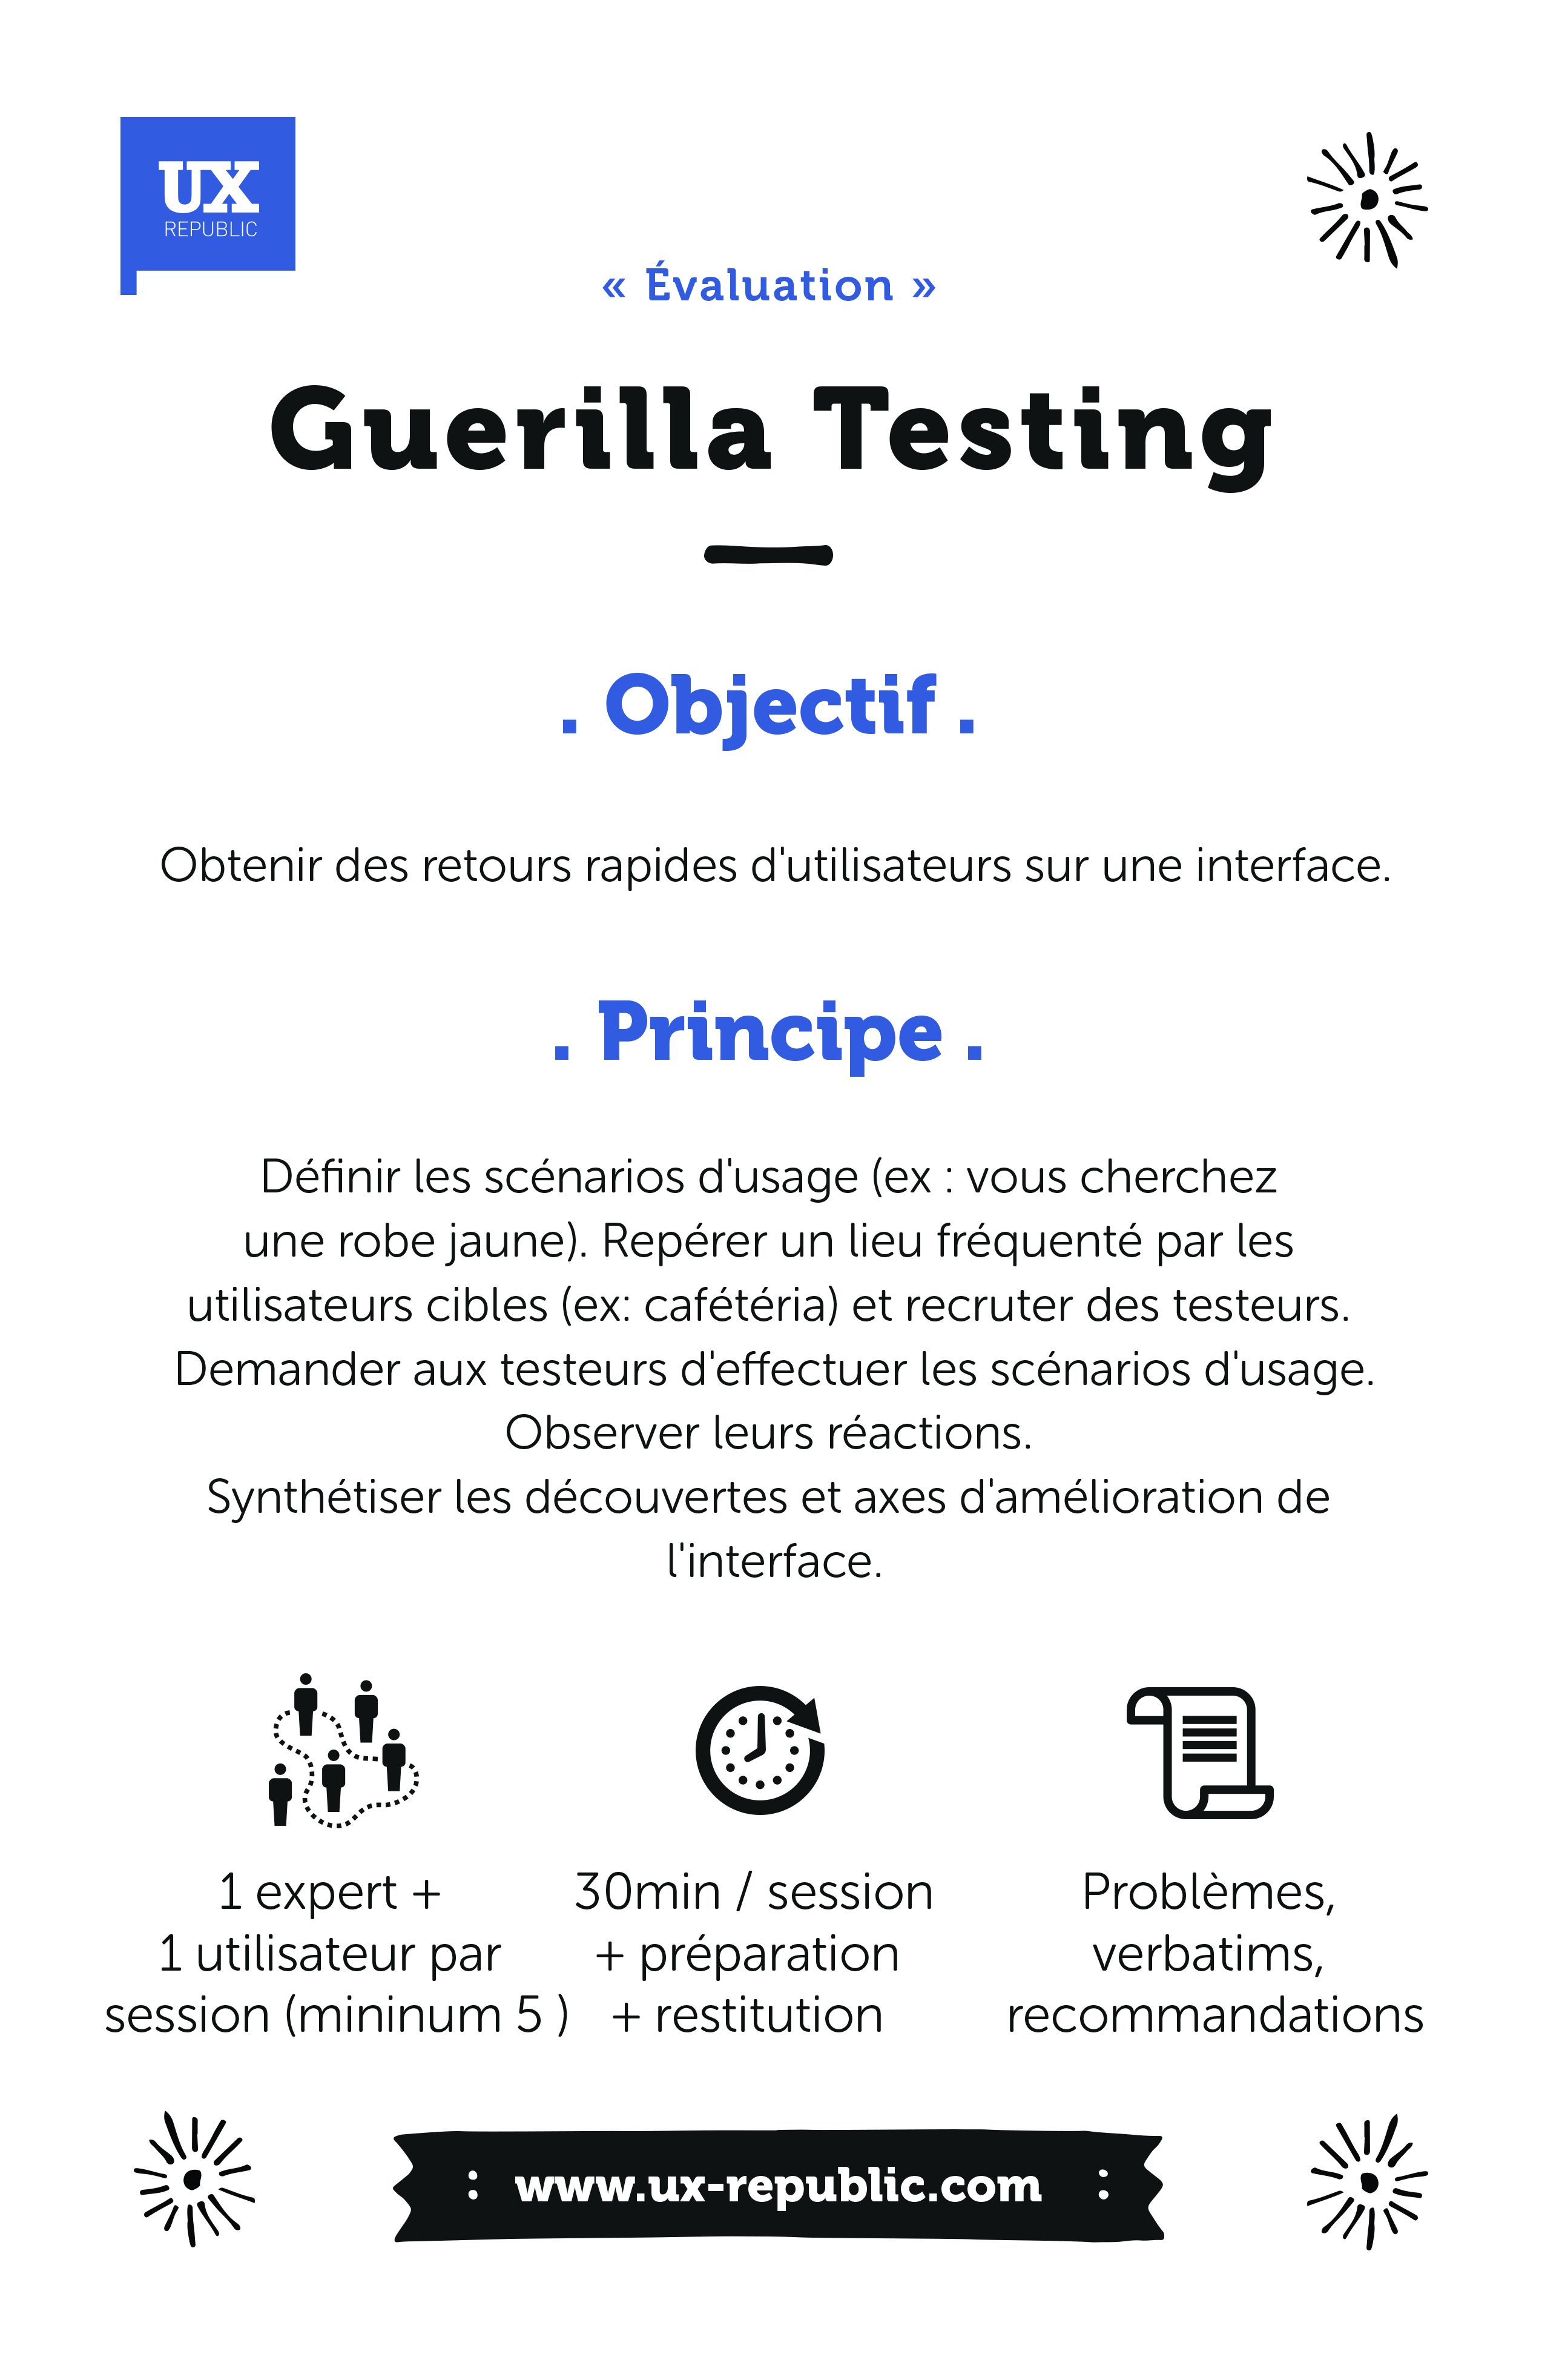 UX
REPUBLIC
« Évaluation »
Guerilla Testing
. Objectif .
Obtenir des retours rapides d'utilisateurs sur une interface.
. Principe .
Définir les scénarios d'usage (ex : vous cherchez
une robe jaune). Repérer un lieu fréquenté par les
utilisateurs cibles (ex: cafétéria) et recruter des testeurs.
Demander aux testeurs d'effectuer les scénarios d'usage.
Observer leurs réactions.
Synthétiser les découvertes et axes d'amélioration de
l'interface.
1 expert +
1 utilisateur par
session (mininum 5 )
30min / session
+ préparation
+ restitution
Problèmes,
verbatims,
recommandations
: www.ux-republic.com :